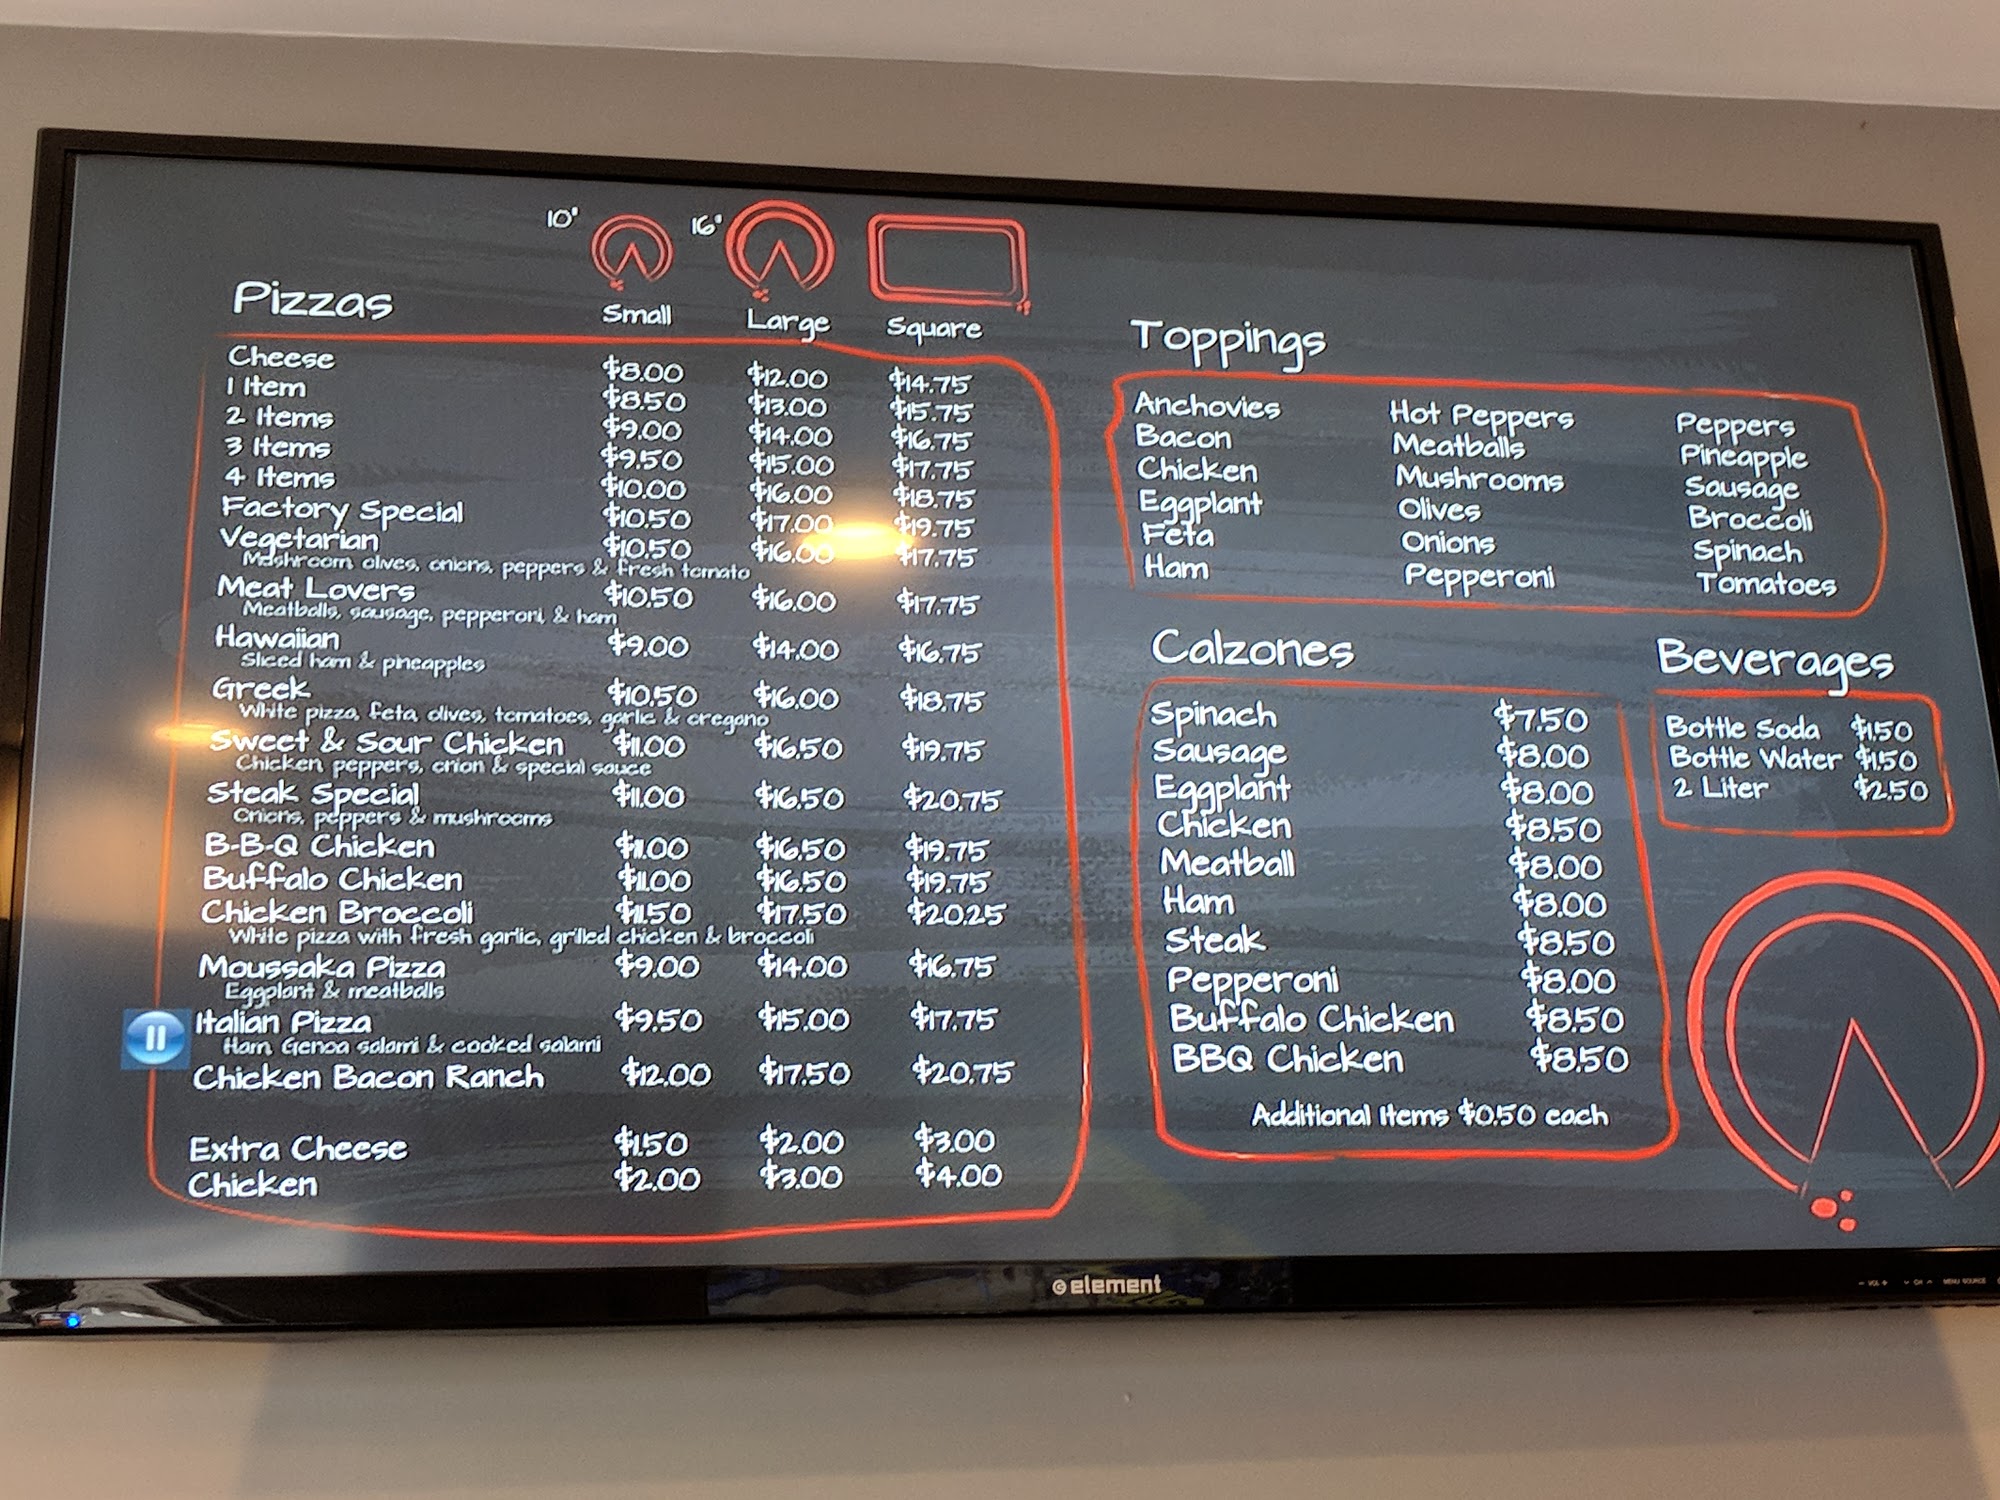 10" 16"
Pizzas Small Large Square
Cheese $8.00 $12.00 $14.75
1 Item $8.50 $13.00 $15.75
2 Items $9.00 $14.00 $16.75
3 Items $9.50 $15.00 $17.75
4 Items $10.00 $16.00 $18.75
Factory Special $10.50 $17.00 $19.75
Vegetarian $10.50 $16.00 $17.75
Mushroom, olives, onions, peppers & fresh tomato
Meat Lovers $10.50 $16.00 $17.75
Meatballs, sausage, pepperoni, & ham
Hawaiian $9.00 $14.00 $16.75
Sliced ham & pineapples
Greek $10.50 $16.00 $18.75
White pizza, feta, olives, tomatoes, garlic & oregano
Sweet & Sour Chicken $11.00 $16.50 $19.75
Chicken, peppers, onion & special sauce
Steak Special $11.00 $16.50 $20.75
Onions, peppers & mushrooms
B-B-Q Chicken $11.00 $16.50 $19.75
Buffalo Chicken $11.00 $16.50 $19.75
Chicken Broccoli $11.50 $17.50 $20.25
White pizza with fresh garlic, grilled chicken & broccoli
Moussaka Pizza $9.00 $14.00 $16.75
Eggplant & meatballs
Italian Pizza $9.50 $15.00 $17.75
Ham, Genoa salami & cooked salami
Chicken Bacon Ranch $12.00 $17.50 $20.75
Extra Cheese $1.50 $2.00 $3.00
Chicken $2.00 $3.00 $4.00
Toppings
Anchovies Hot Peppers Peppers
Bacon Meatballs Pineapple
Chicken Mushrooms Sausage
Eggplant Olives Broccoli
Feta Onions Spinach
Ham Pepperoni Tomatoes
Calzones
Spinach $7.50
Sausage $8.00
Eggplant $8.00
Chicken $8.50
Meatball $8.00
Ham $8.00
Steak $8.50
Pepperoni $8.00
Buffalo Chicken $8.50
BBQ Chicken $8.50
Additional Items $0.50 each
Beverages
Bottle Soda $1.50
Bottle Water $1.50
2 Liter $2.50
element
- VOL + CH MENU SOURCE